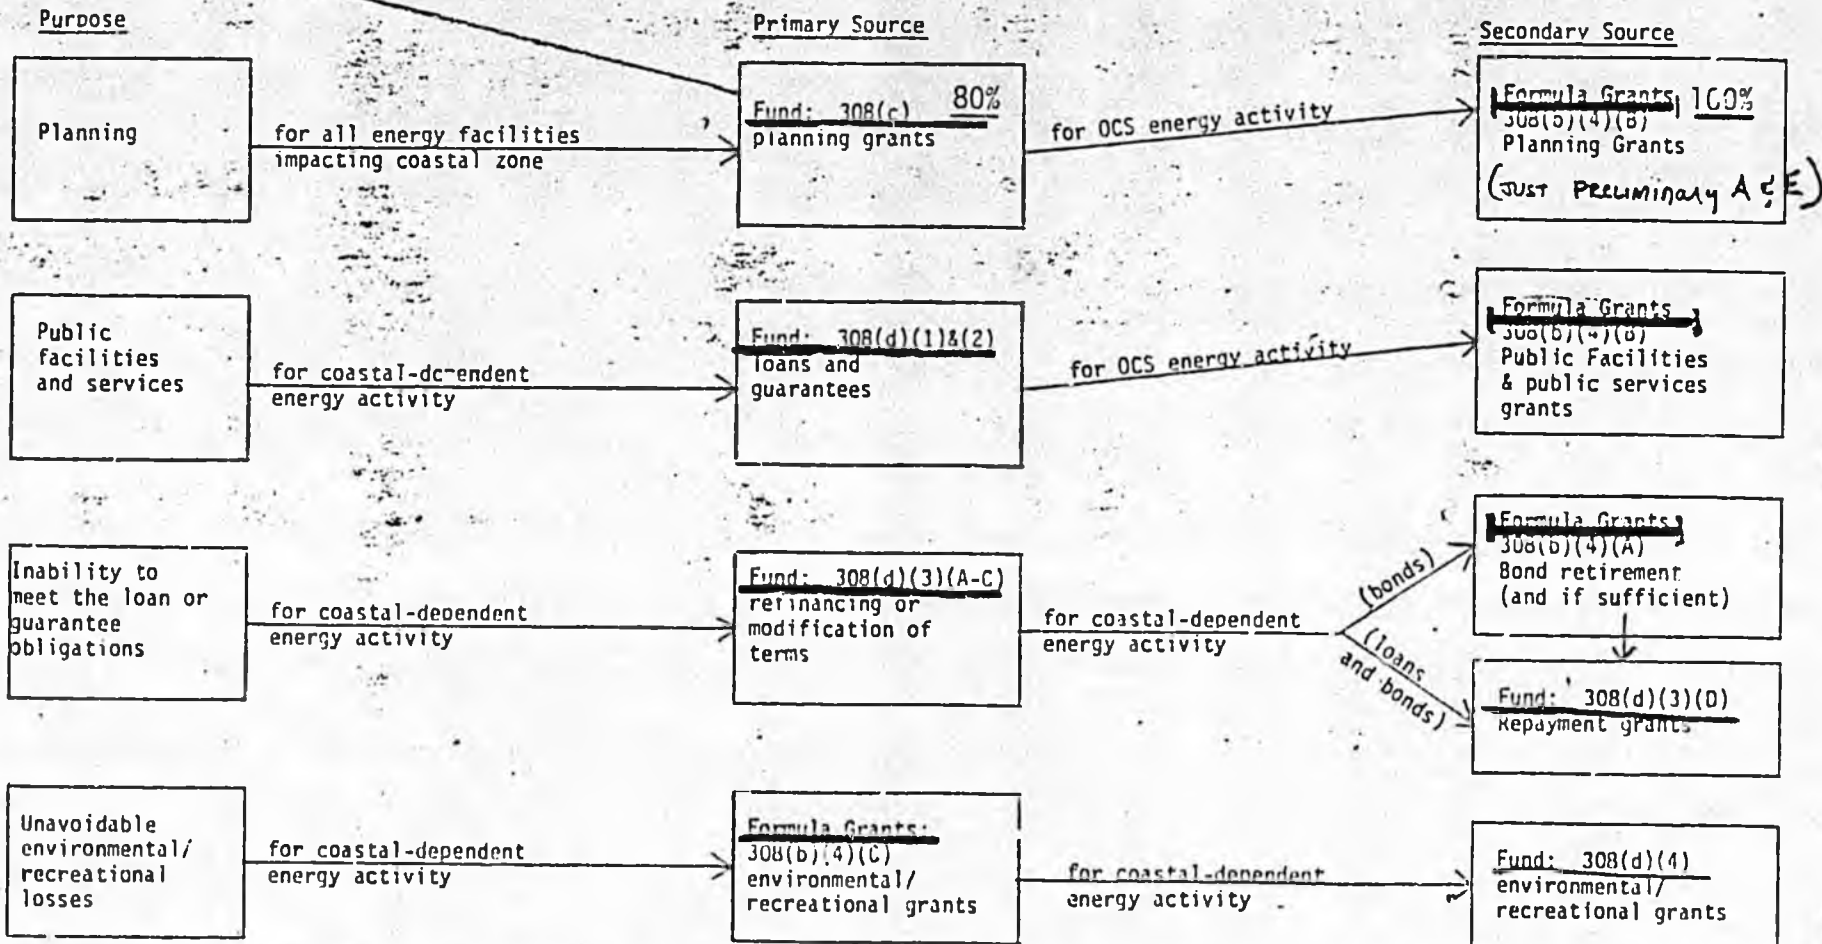 Purpose
Primary Source
Secondary Source
Planning
for all energy facilities
impacting coastal zone
Fund: 308(c) 80%
planning grants
for OCS energy activity
Formula Grants 100%
308(b)(4)(B)
Planning Grants
(JUST PRELIMINARY A & E)
Public
facilities
and services
for coastal-dependent
energy activity
Fund: 308(d)(1)&(2)
loans and
guarantees
for OCS energy activity
Formula Grants
308(b)(4)(B)
Public Facilities
& public services
grants
Inability to
meet the loan or
guarantee
obligations
for coastal-dependent
energy activity
Fund: 308(d)(3)(A-C)
refinancing or
modification of
terms
for coastal-dependent
energy activity
(bonds)
(loans
and bonds)
Formula Grants
308(b)(4)(A)
Bond retirement
(and if sufficient)
Fund: 308(d)(3)(D)
Repayment grants
Unavoidable
environmental/
recreational
losses
for coastal-dependent
energy activity
Formula Grants:
308(b)(4)(C)
environmental/
recreational grants
for coastal-dependent
energy activity
Fund: 308(d)(4)
environmental/
recreational grants